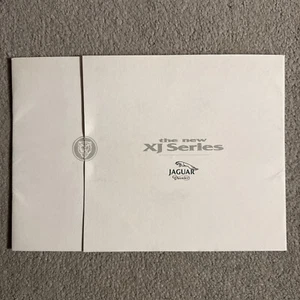 the new
XJ Series
JAGUAR